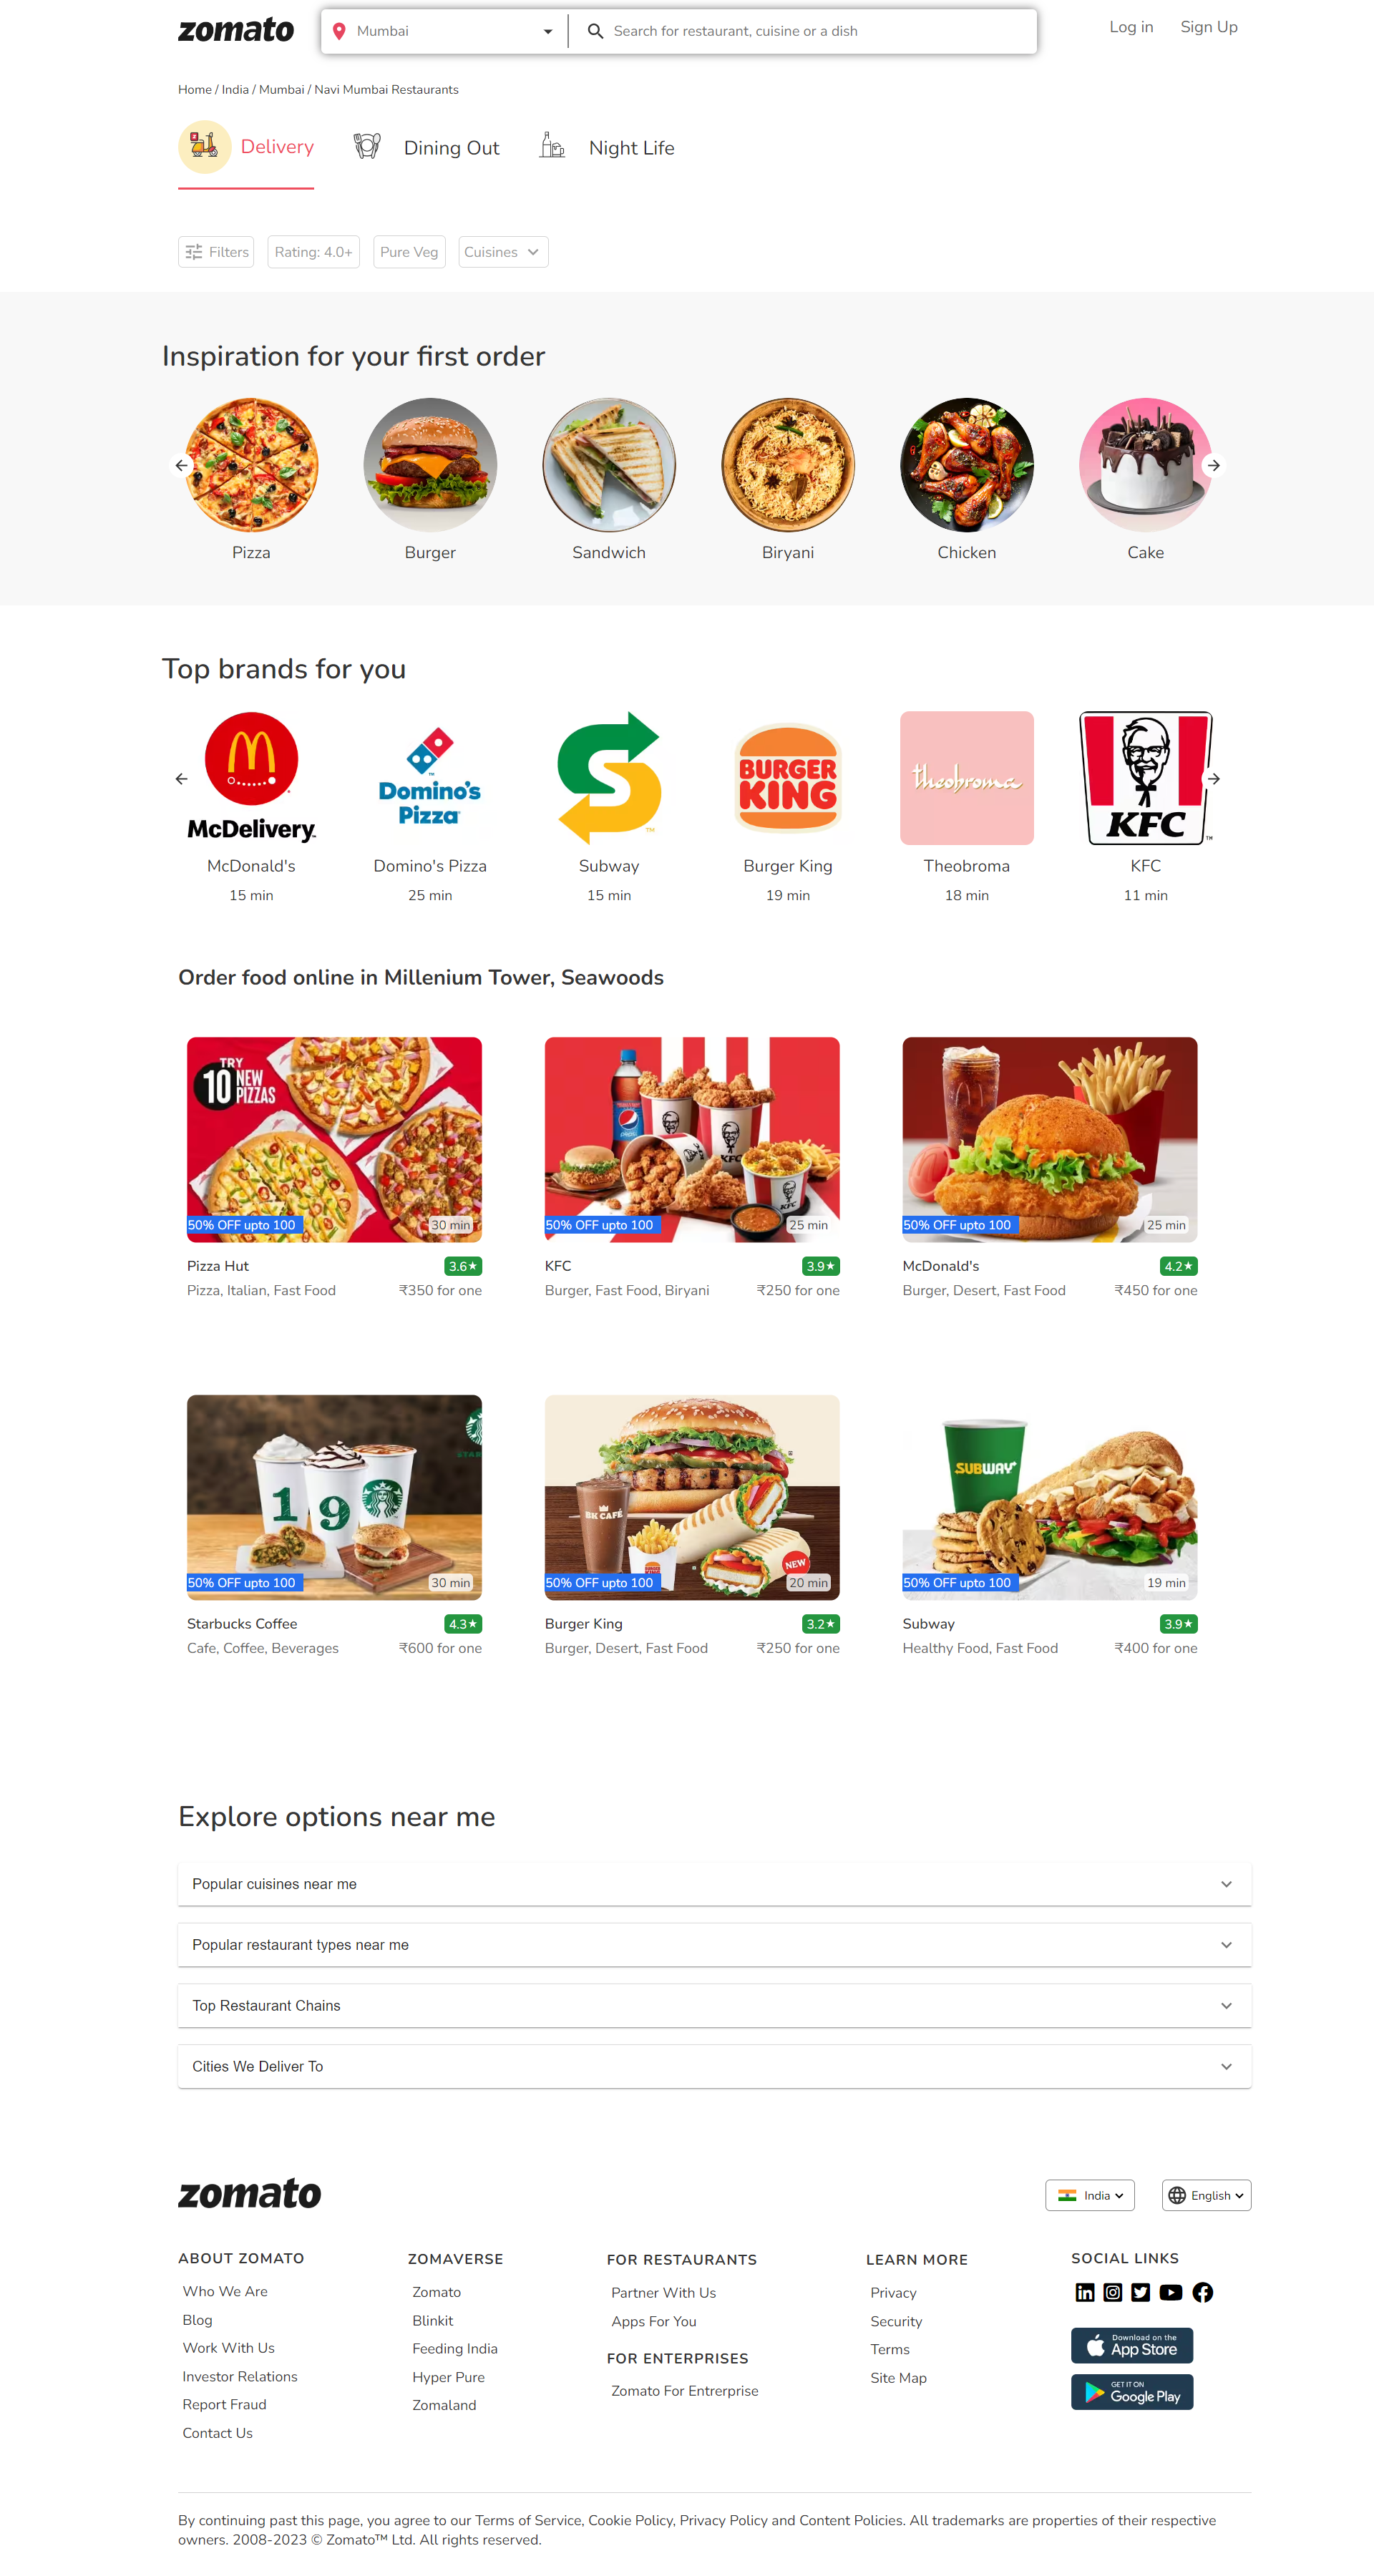 zomato
Mumbai
Search for restaurant, cuisine or a dish
Log in
Sign Up
Home / India / Mumbai / Navi Mumbai Restaurants
Delivery
Dining Out
Night Life
Filters
Rating: 4.0+
Pure Veg
Cuisines
Inspiration for your first order
Pizza
Burger
Sandwich
Biryani
Chicken
Cake
Top brands for you
McDelivery
Domino's
Pizza
BURGER
KING
theobroma
KFC
McDonald's
Domino's Pizza
Subway
Burger King
Theobroma
KFC
15 min
25 min
15 min
19 min
18 min
11 min
Order food online in Millenium Tower, Seawoods
TRY
10 NEW
PIZZAS
50% OFF upto 100
30 min
pepsi
KFC
50% OFF upto 100
25 min
50% OFF upto 100
25 min
Pizza Hut
3.6★
Pizza, Italian, Fast Food
₹350 for one
KFC
3.9★
Burger, Fast Food, Biryani
₹250 for one
McDonald's
4.2★
Burger, Desert, Fast Food
₹450 for one
19
50% OFF upto 100
30 min
BK CAFÉ
NEW
50% OFF upto 100
20 min
SUBWAY
50% OFF upto 100
19 min
Starbucks Coffee
4.3★
Cafe, Coffee, Beverages
₹600 for one
Burger King
3.2★
Burger, Desert, Fast Food
₹250 for one
Subway
3.9★
Healthy Food, Fast Food
₹400 for one
Explore options near me
Popular cuisines near me
Popular restaurant types near me
Top Restaurant Chains
Cities We Deliver To
zomato
India
English
ABOUT ZOMATO
Who We Are
Blog
Work With Us
Investor Relations
Report Fraud
Contact Us
ZOMAVERSE
Zomato
Blinkit
Feeding India
Hyper Pure
Zomaland
FOR RESTAURANTS
Partner With Us
Apps For You
FOR ENTERPRISES
Zomato For Entrerprise
LEARN MORE
Privacy
Security
Terms
Site Map
SOCIAL LINKS
Download on the
App Store
GET IT ON
Google Play
By continuing past this page, you agree to our Terms of Service, Cookie Policy, Privacy Policy and Content Policies. All trademarks are properties of their respective
owners. 2008-2023 © Zomato™ Ltd. All rights reserved.